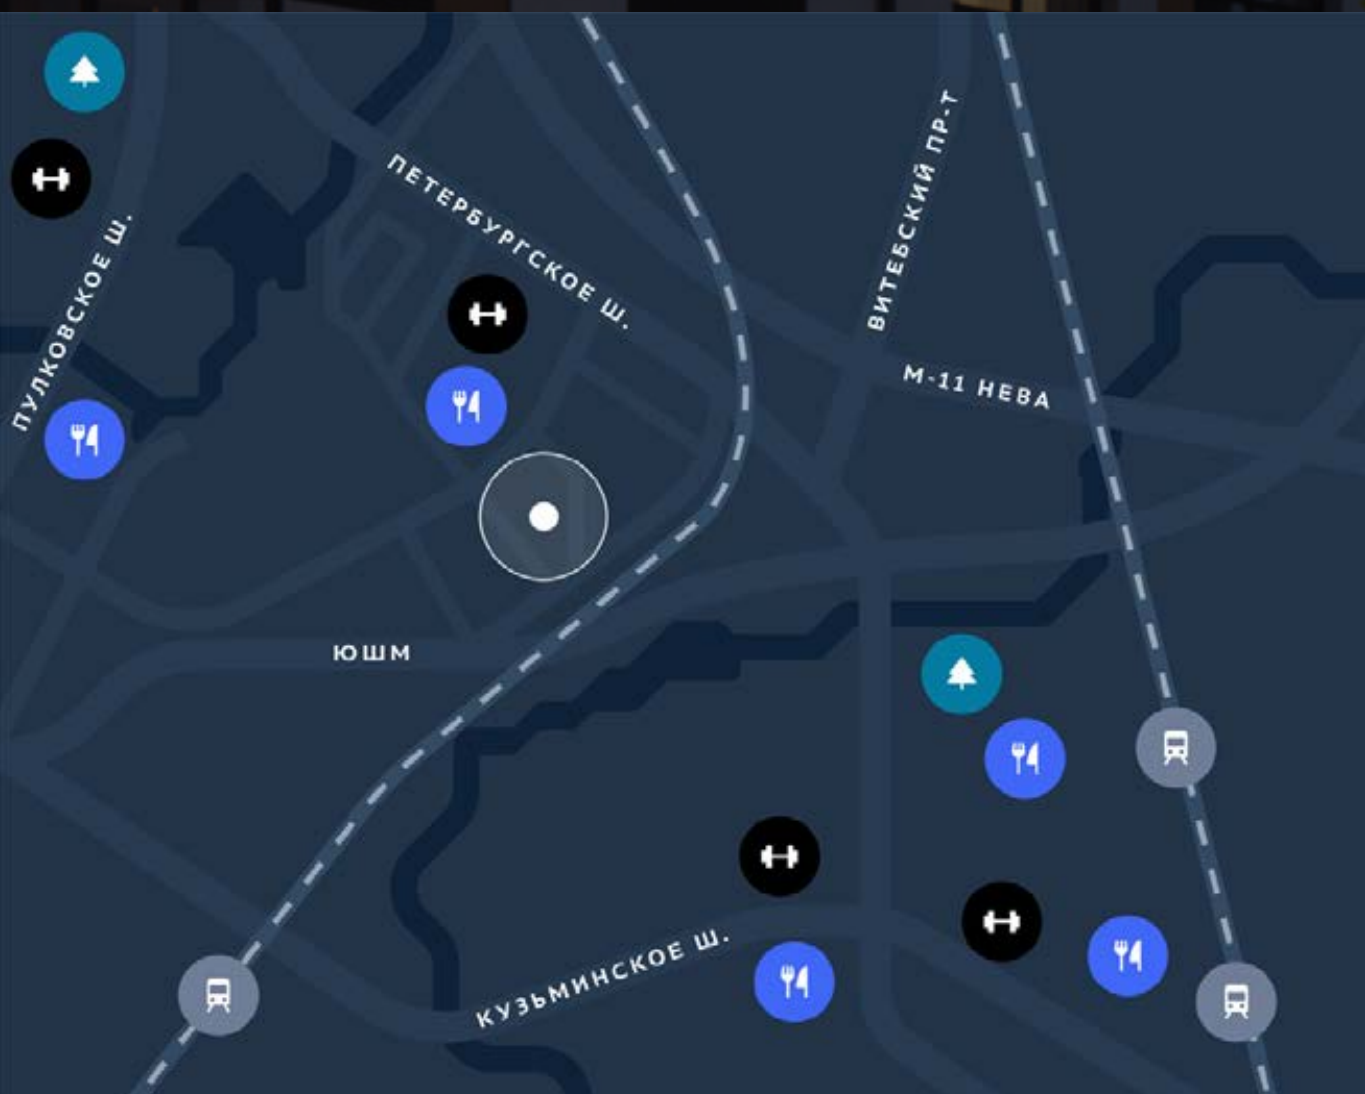 ПЕТЕРБУРГСКОЕ Ш.
ВИТЕБСКИЙ ПР-Т
ПУЛКОВСКОЕ Ш.
М-11 НЕВА
ЮШМ
КУЗЬМИНСКОЕ Ш.